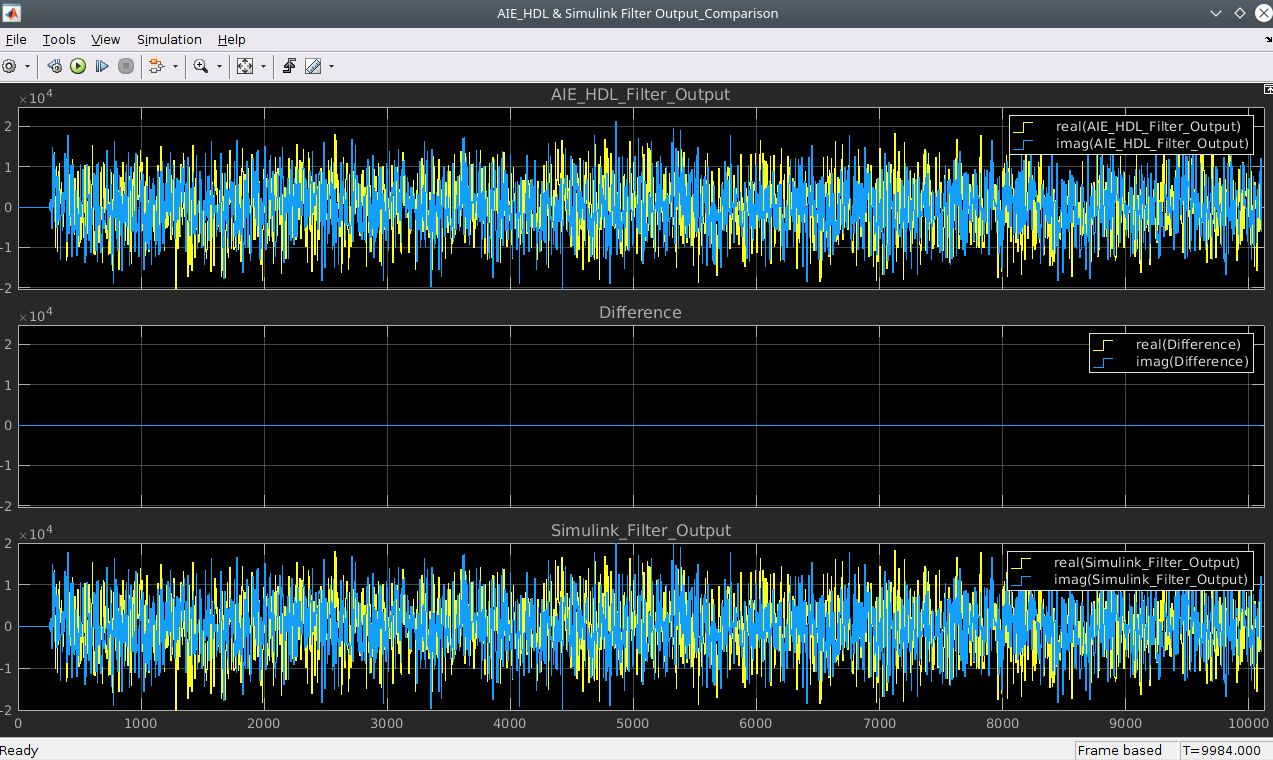 AIE_HDL & Simulink Filter Output_Comparison
File Tools View Simulation Help
AIE_HDL_Filter_Output
×10^4
2
1
0
-1
-2
real(AIE_HDL_Filter_Output)
imag(AIE_HDL_Filter_Output)
Difference
×10^4
2
1
0
-1
-2
real(Difference)
imag(Difference)
Simulink_Filter_Output
×10^4
2
1
0
-1
-2
real(Simulink_Filter_Output)
imag(Simulink_Filter_Output)
0 1000 2000 3000 4000 5000 6000 7000 8000 9000 10000
Ready Frame based T=9984.000